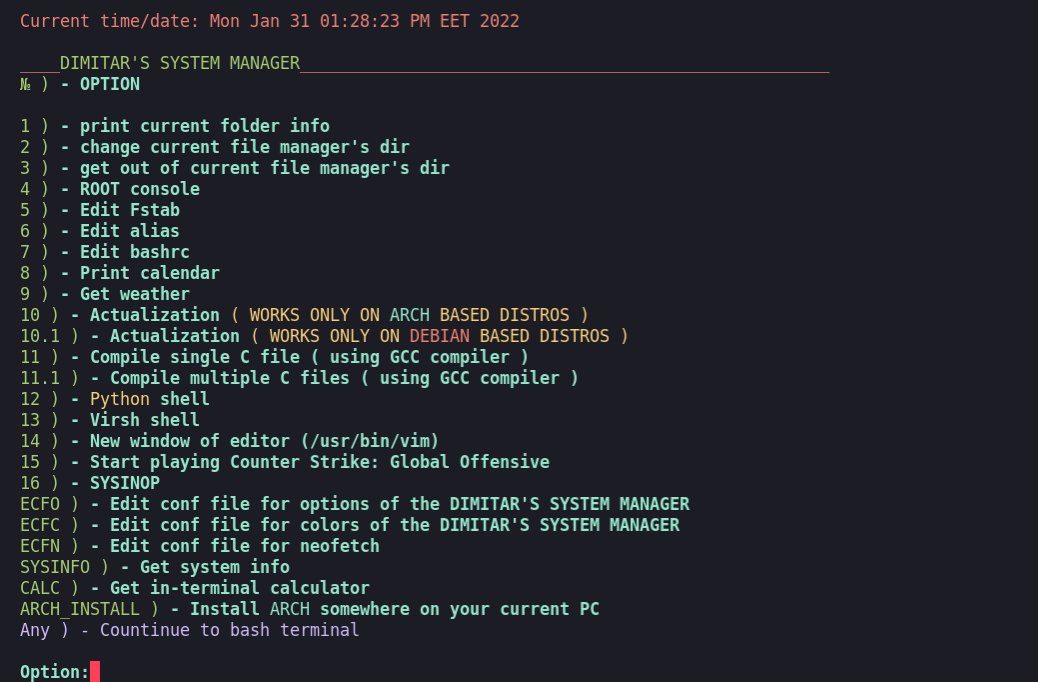 Current time/date: Mon Jan 31 01:28:23 PM EET 2022
____DIMITAR'S SYSTEM MANAGER_____________________________________________________
№ ) - OPTION
1 ) - print current folder info
2 ) - change current file manager's dir
3 ) - get out of current file manager's dir
4 ) - ROOT console
5 ) - Edit Fstab
6 ) - Edit alias
7 ) - Edit bashrc
8 ) - Print calendar
9 ) - Get weather
10 ) - Actualization ( WORKS ONLY ON ARCH BASED DISTROS )
10.1 ) - Actualization ( WORKS ONLY ON DEBIAN BASED DISTROS )
11 ) - Compile single C file ( using GCC compiler )
11.1 ) - Compile multiple C files ( using GCC compiler )
12 ) - Python shell
13 ) - Virsh shell
14 ) - New window of editor (/usr/bin/vim)
15 ) - Start playing Counter Strike: Global Offensive
16 ) - SYSINOP
ECFO ) - Edit conf file for options of the DIMITAR'S SYSTEM MANAGER
ECFC ) - Edit conf file for colors of the DIMITAR'S SYSTEM MANAGER
ECFN ) - Edit conf file for neofetch
SYSINFO ) - Get system info
CALC ) - Get in-terminal calculator
ARCH_INSTALL ) - Install ARCH somewhere on your current PC
Any ) - Countinue to bash terminal
Option: